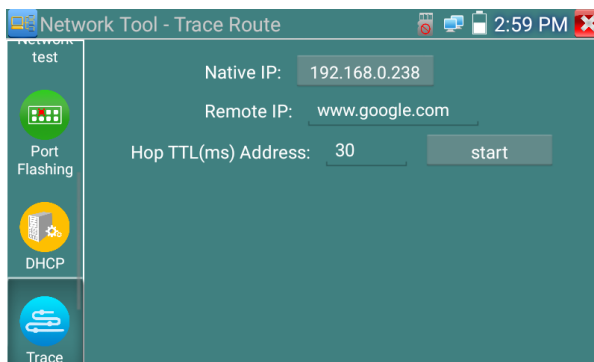 Network Tool - Trace Route
2:59 PM
Network
test
Native IP: 192.168.0.238
Remote IP: www.google.com
Port
Flashing
Hop TTL(ms) Address: 30 start
DHCP
Trace